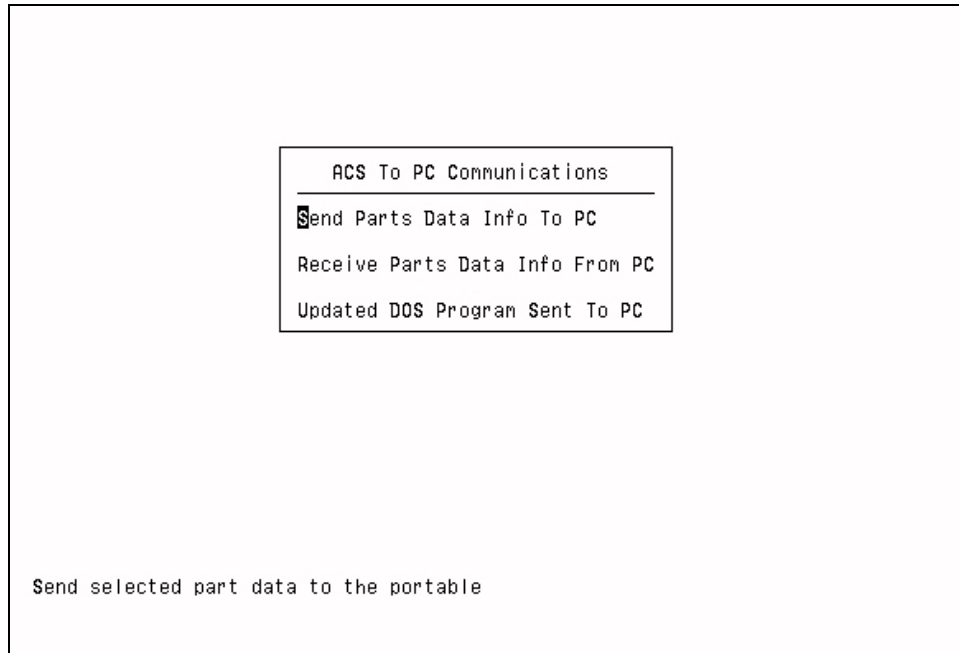 ACS To PC Communications
Send Parts Data Info To PC
Receive Parts Data Info From PC
Updated DOS Program Sent To PC
Send selected part data to the portable